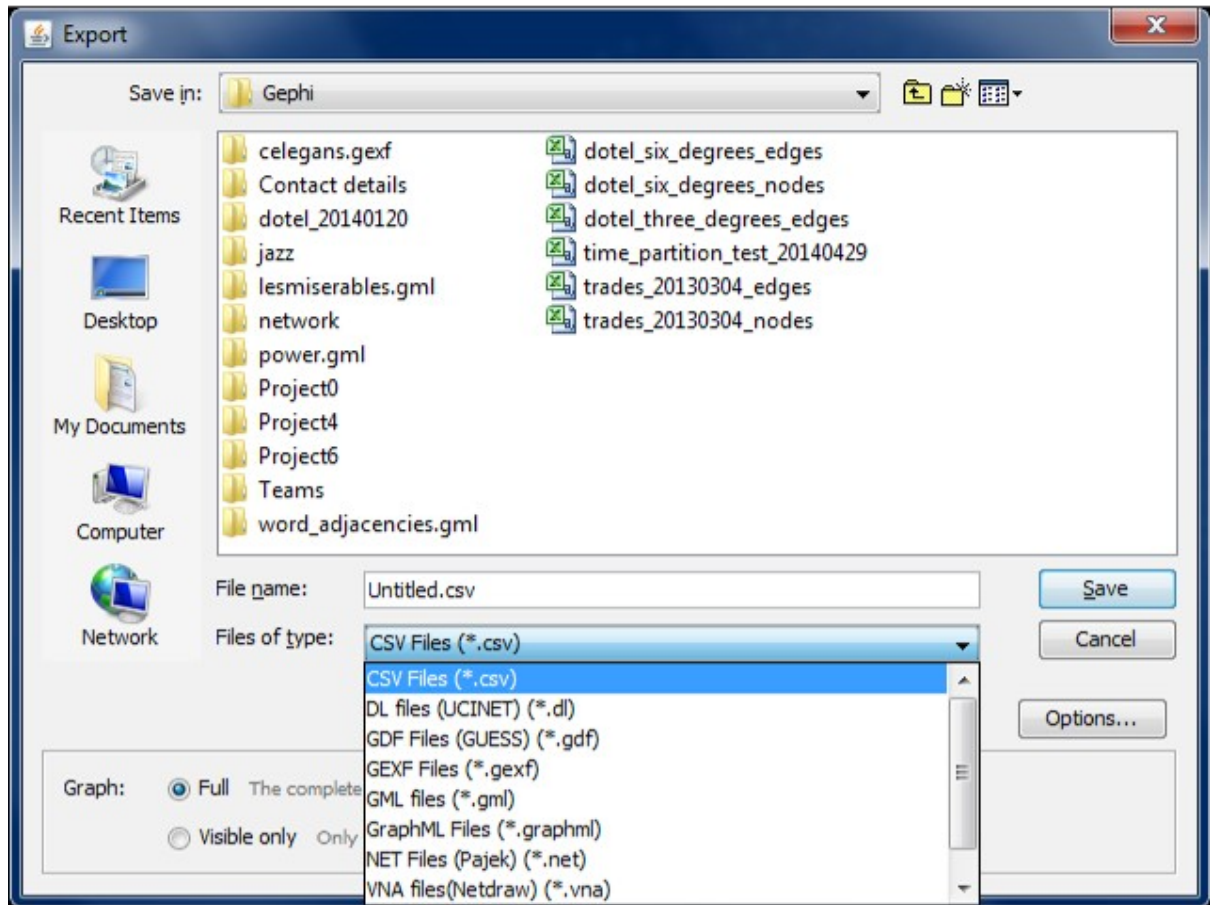 Export
Save in: Gephi
Recent Items
Desktop
My Documents
Computer
Network
celegans.gexf
Contact details
dotel_20140120
jazz
lesmiserables.gml
network
power.gml
Project0
Project4
Project6
Teams
word_adjacencies.gml
dotel_six_degrees_edges
dotel_six_degrees_nodes
dotel_three_degrees_edges
time_partition_test_20140429
trades_20130304_edges
trades_20130304_nodes
File name: Untitled.csv
Save
Files of type: CSV Files (*.csv)
Cancel
CSV Files (*.csv)
DL files (UCINET) (*.dl)
GDF Files (GUESS) (*.gdf)
GEXF Files (*.gexf)
GML files (*.gml)
GraphML Files (*.graphml)
NET Files (Pajek) (*.net)
VNA files(Netdraw) (*.vna)
Options...
Graph: Full The complete
Visible only Only